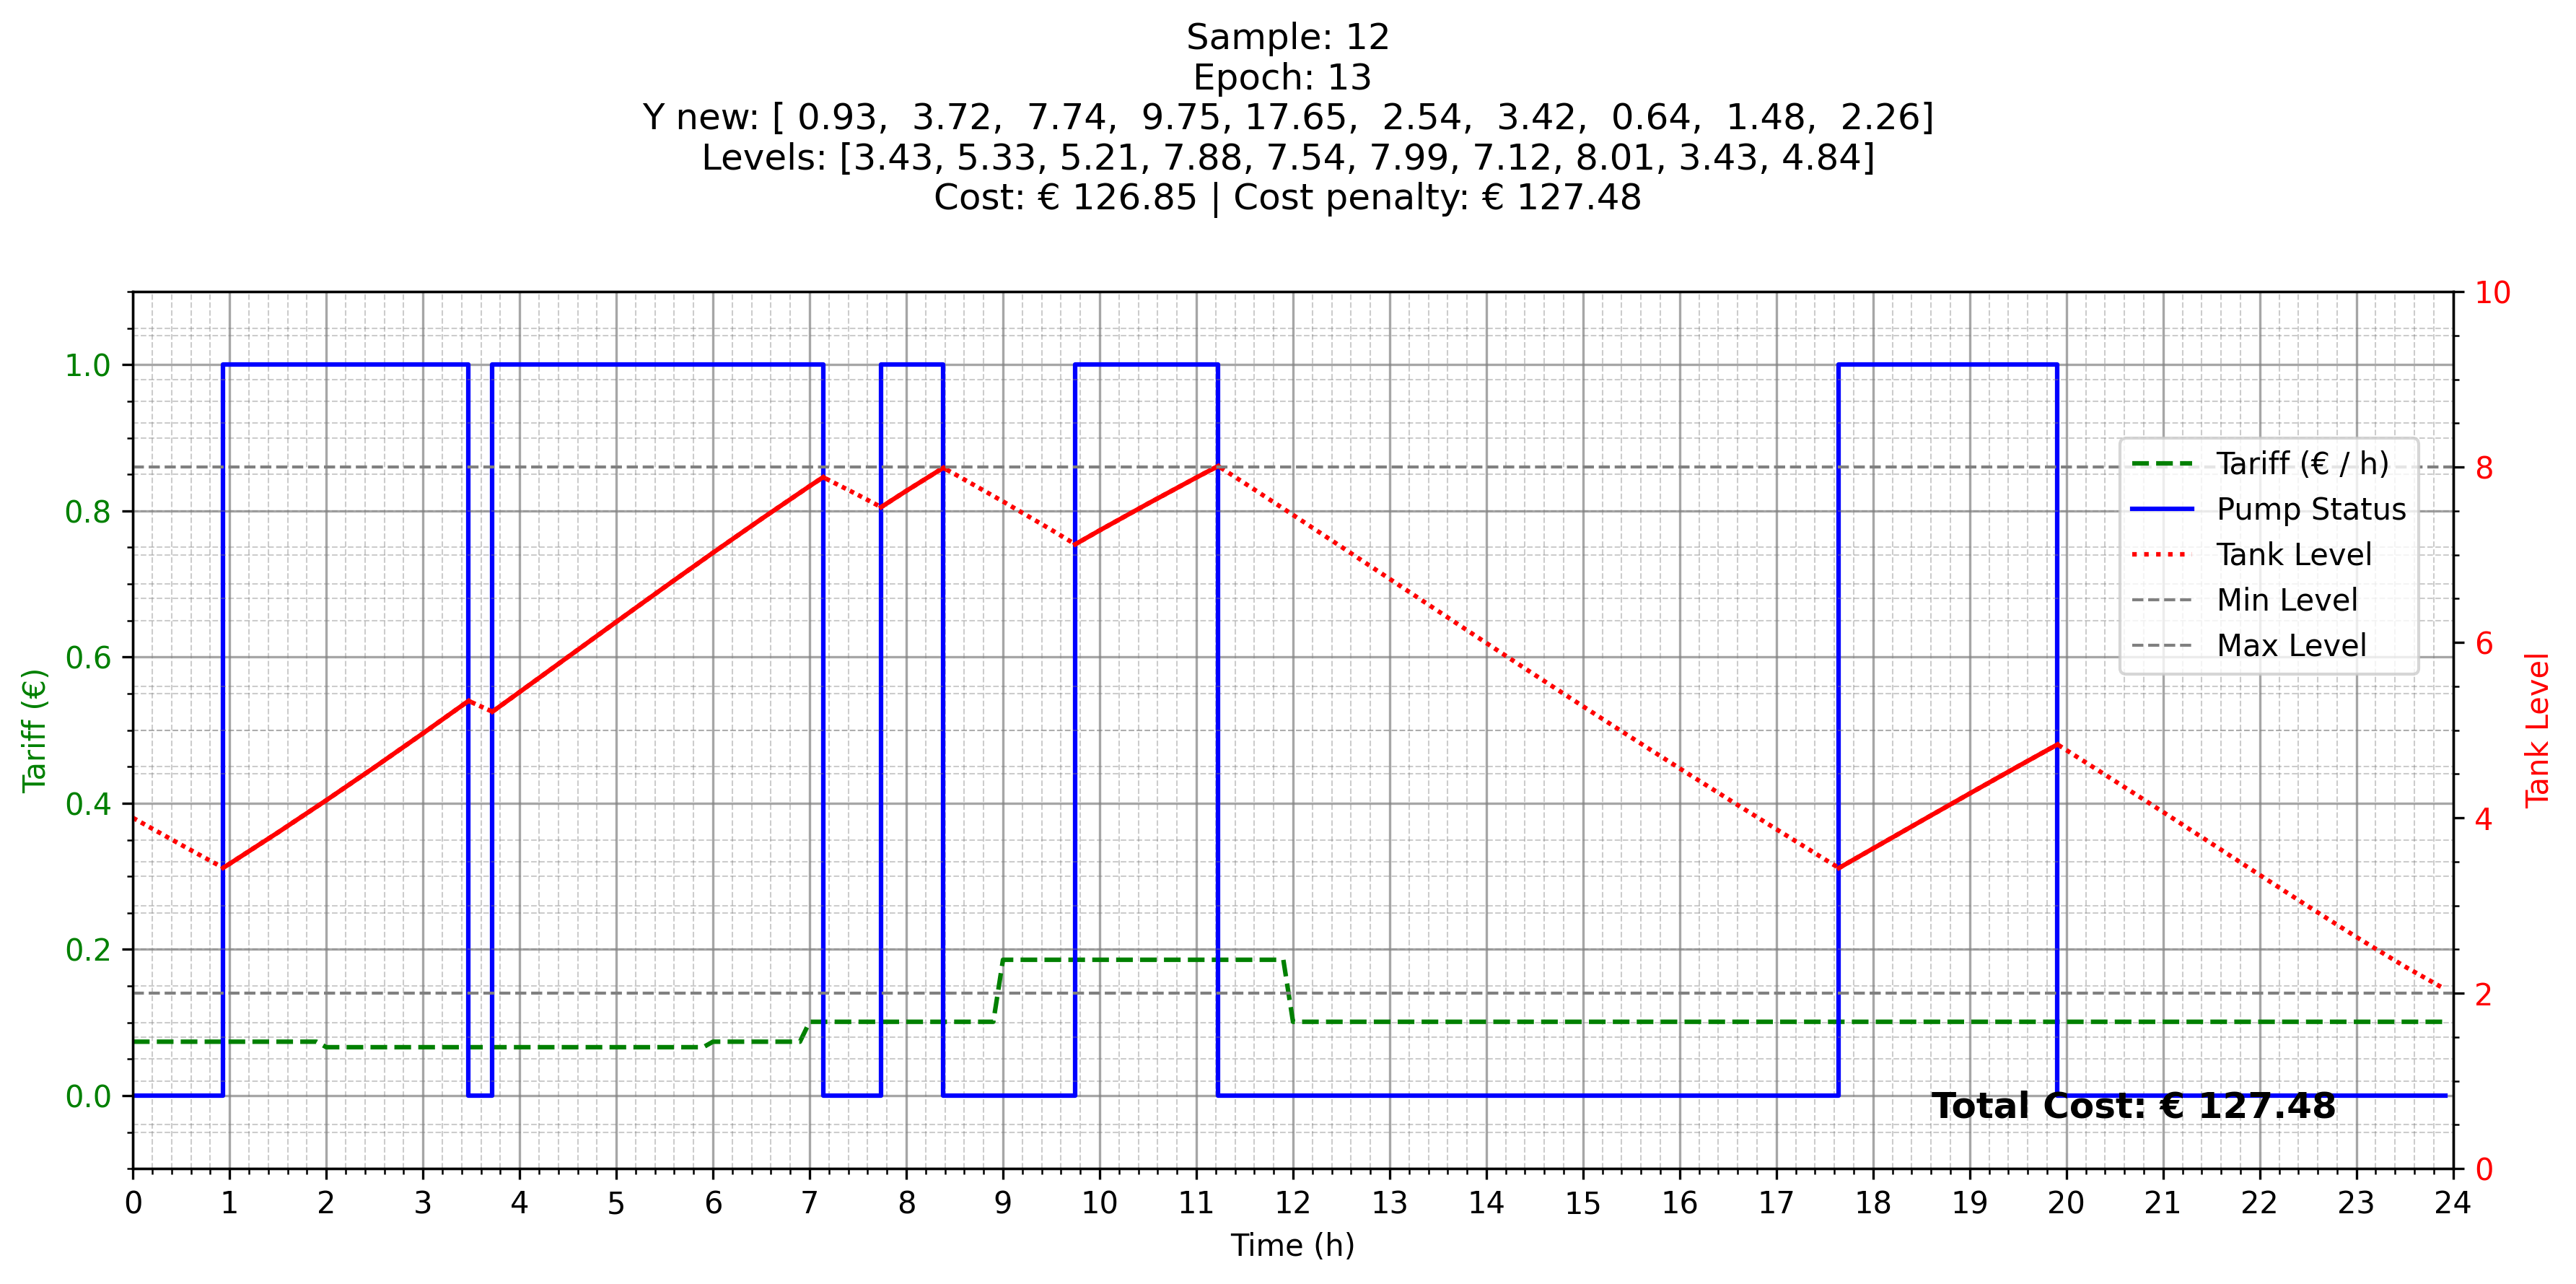 Sample: 12
Epoch: 13
Y new: [ 0.93,  3.72,  7.74,  9.75, 17.65,  2.54,  3.42,  0.64,  1.48,  2.26]
Levels: [3.43, 5.33, 5.21, 7.88, 7.54, 7.99, 7.12, 8.01, 3.43, 4.84]
Cost: € 126.85 | Cost penalty: € 127.48
Tariff (€)
1.0
0.8
0.6
0.4
0.2
0.0
10
8
6
4
2
0
Tank Level
Tariff (€ / h)
Pump Status
Tank Level
Min Level
Max Level
Total Cost: € 127.48
0 1 2 3 4 5 6 7 8 9 10 11 12 13 14 15 16 17 18 19 20 21 22 23 24
Time (h)